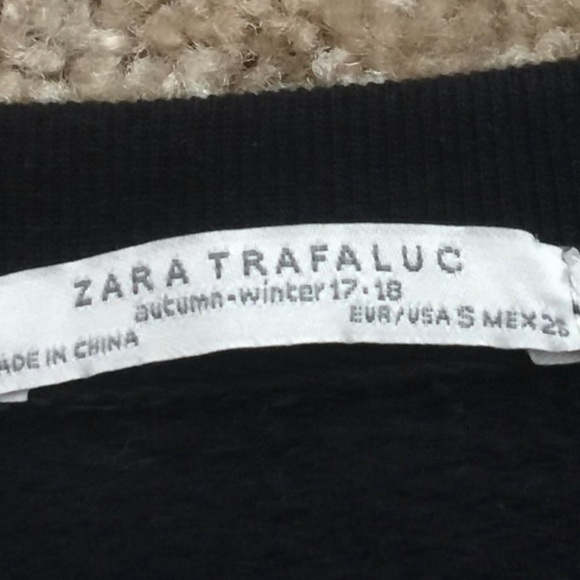 ZARA TRAFALUC
autumn-winter 17-18
EUR/USA S MEX 26
ADE IN CHINA